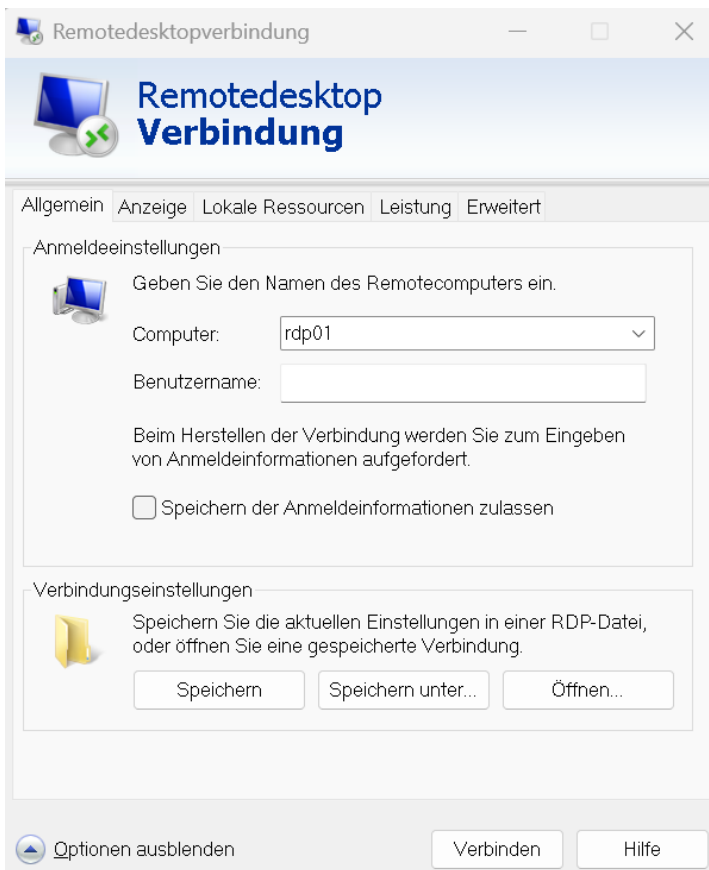 Remotedesktopverbindung
Remotedesktop
Verbindung
Allgemein Anzeige Lokale Ressourcen Leistung Erweitert
Anmeldeeinstellungen
Geben Sie den Namen des Remotecomputers ein.
Computer: rdp01
Benutzername:
Beim Herstellen der Verbindung werden Sie zum Eingeben
von Anmeldeinformationen aufgefordert.
Speichern der Anmeldeinformationen zulassen
Verbindungseinstellungen
Speichern Sie die aktuellen Einstellungen in einer RDP-Datei,
oder öffnen Sie eine gespeicherte Verbindung.
Speichern Speichern unter... Öffnen...
Optionen ausblenden Verbinden Hilfe